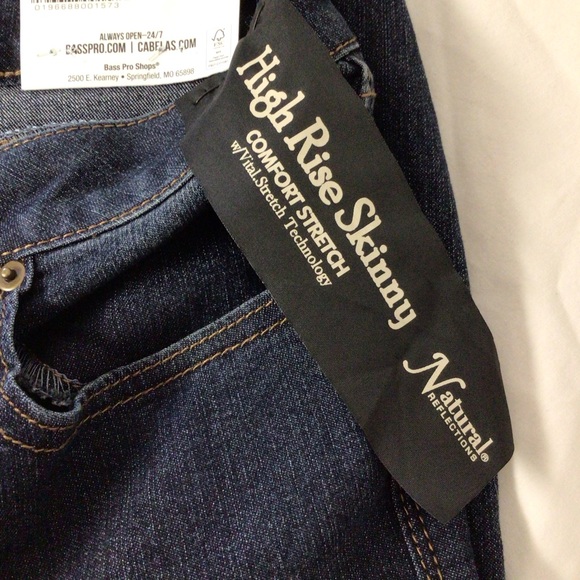 0196688001573
ALWAYS OPEN—24/7
BASSPRO.COM | CABELAS.COM
Bass Pro Shops®
2500 E. Kearney • Springfield, MO 65898
High Rise Skinny
COMFORT STRETCH
w/Vital.Stretch Technology
Natural
REFLECTIONS®